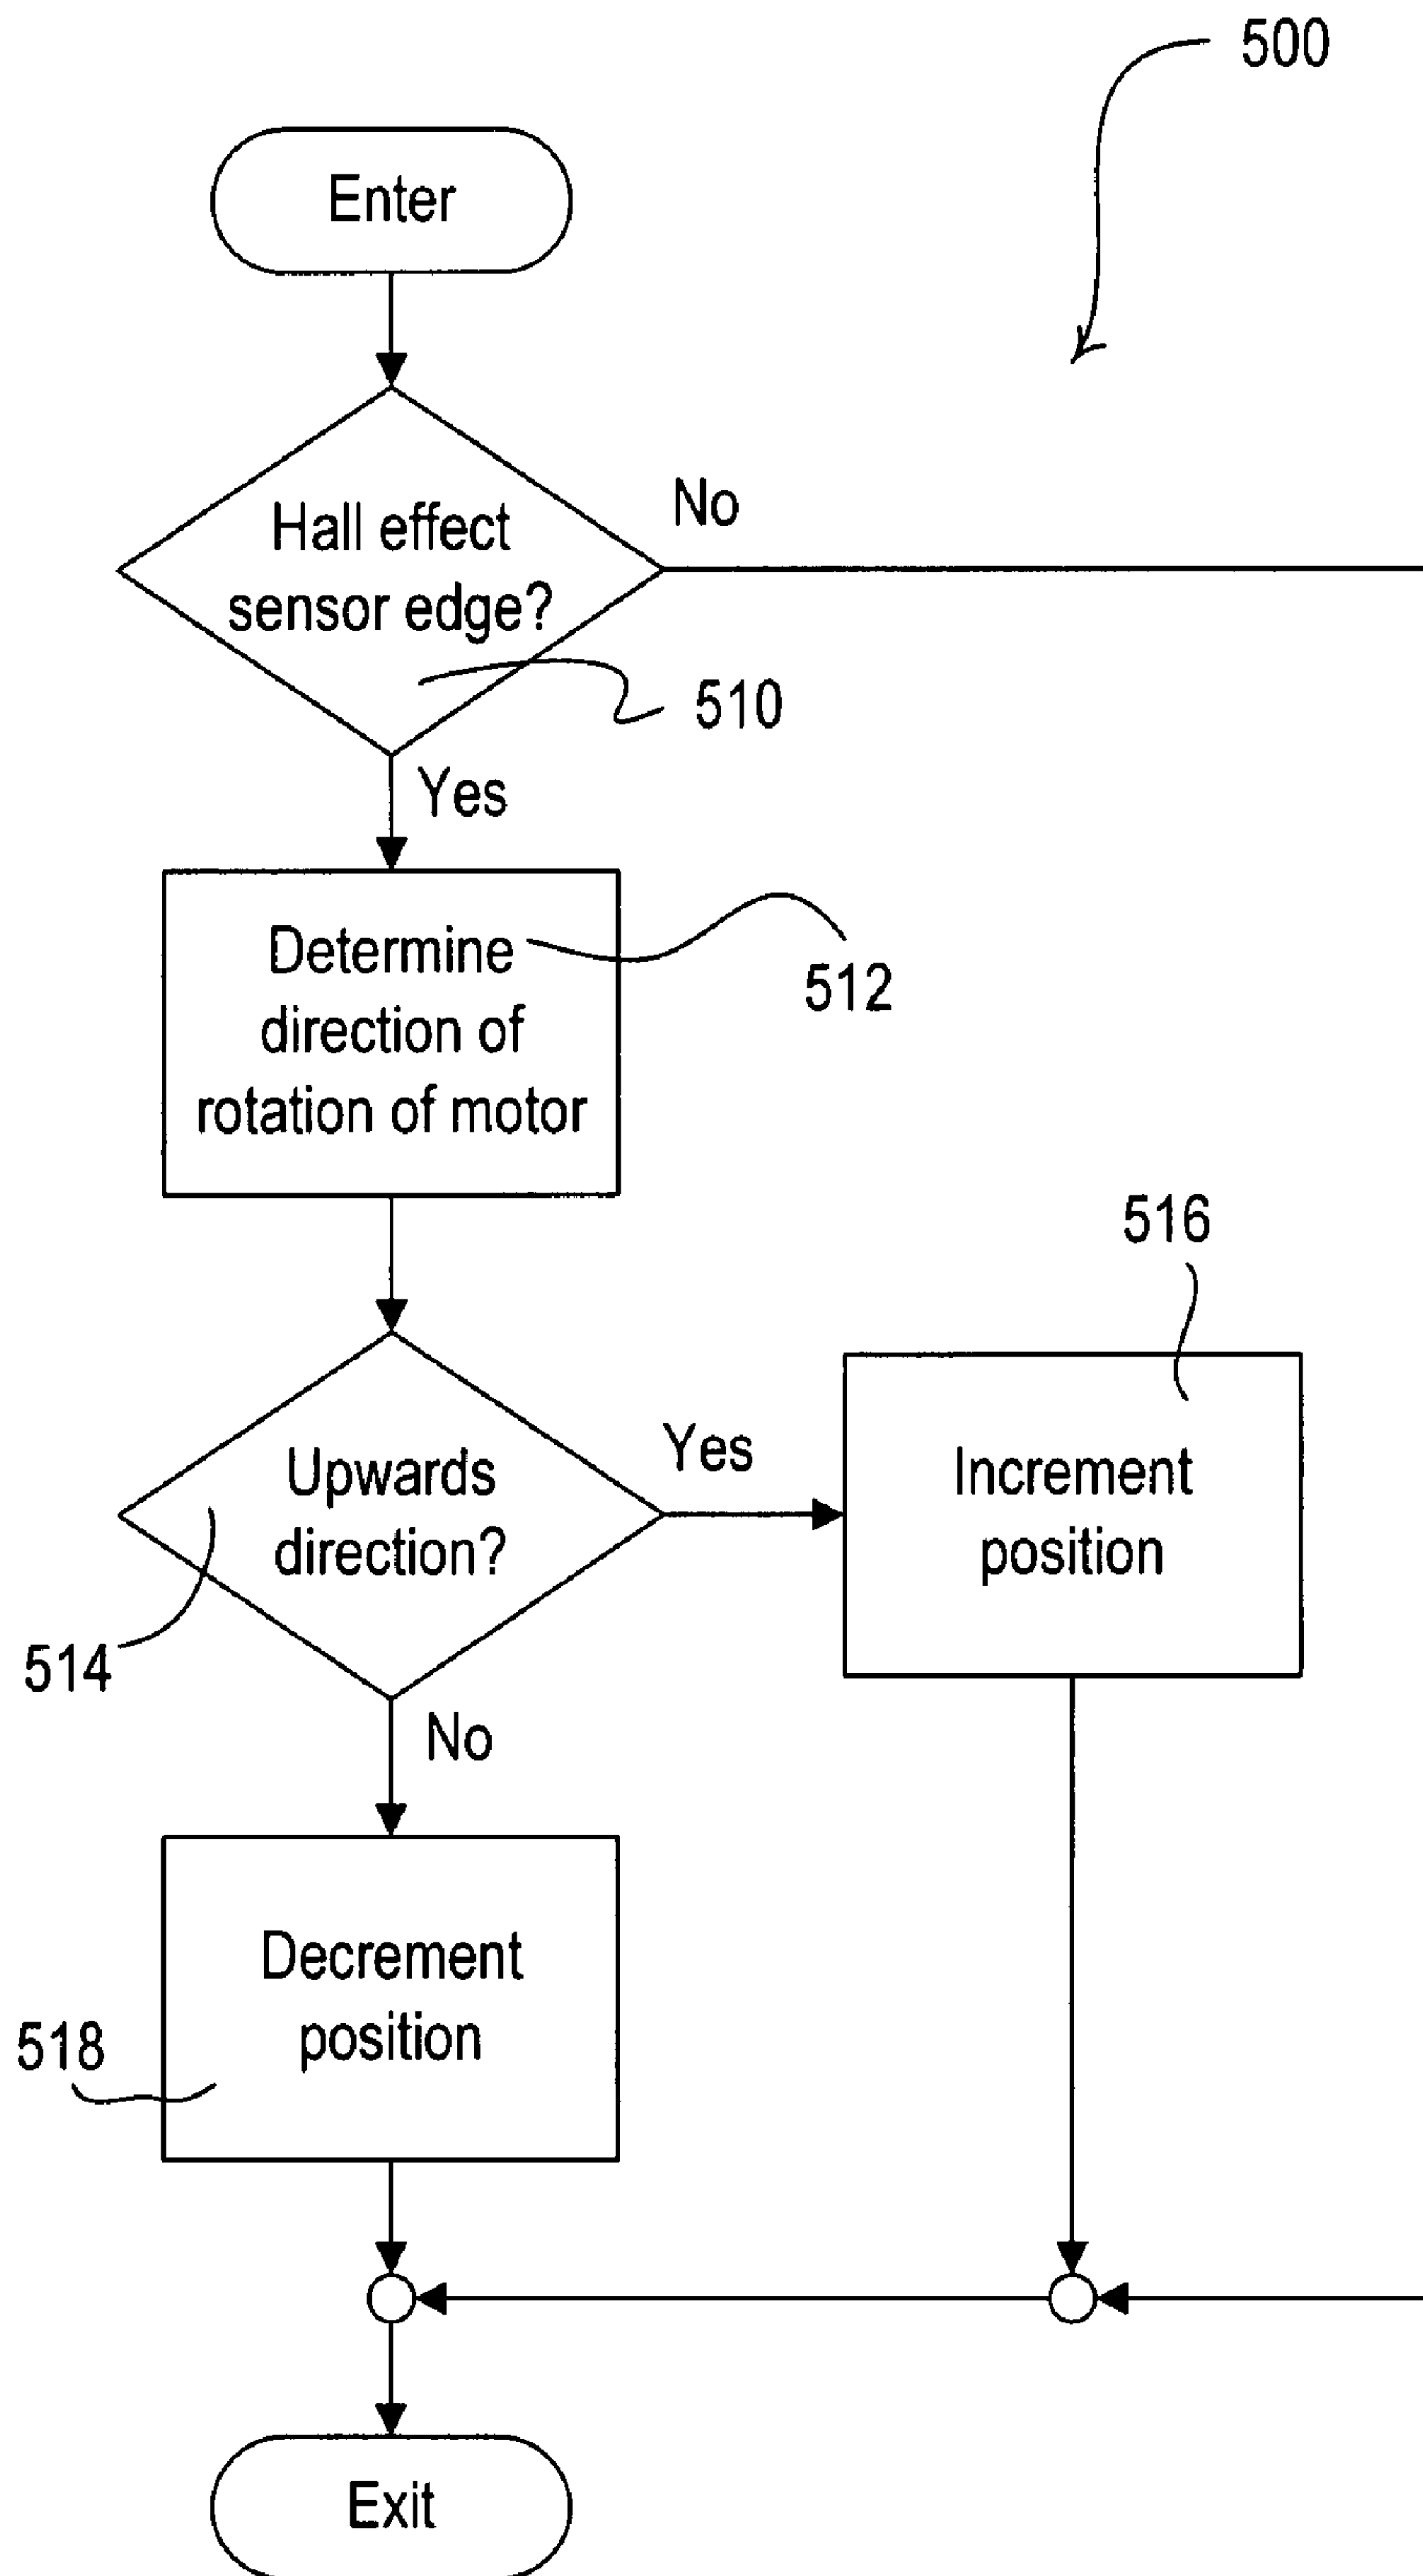 500
Enter
Hall effect
sensor edge?
No
510
Yes
Determine
direction of
rotation of motor
512
Upwards
direction?
Yes
514
No
516
Increment
position
Decrement
position
518
Exit